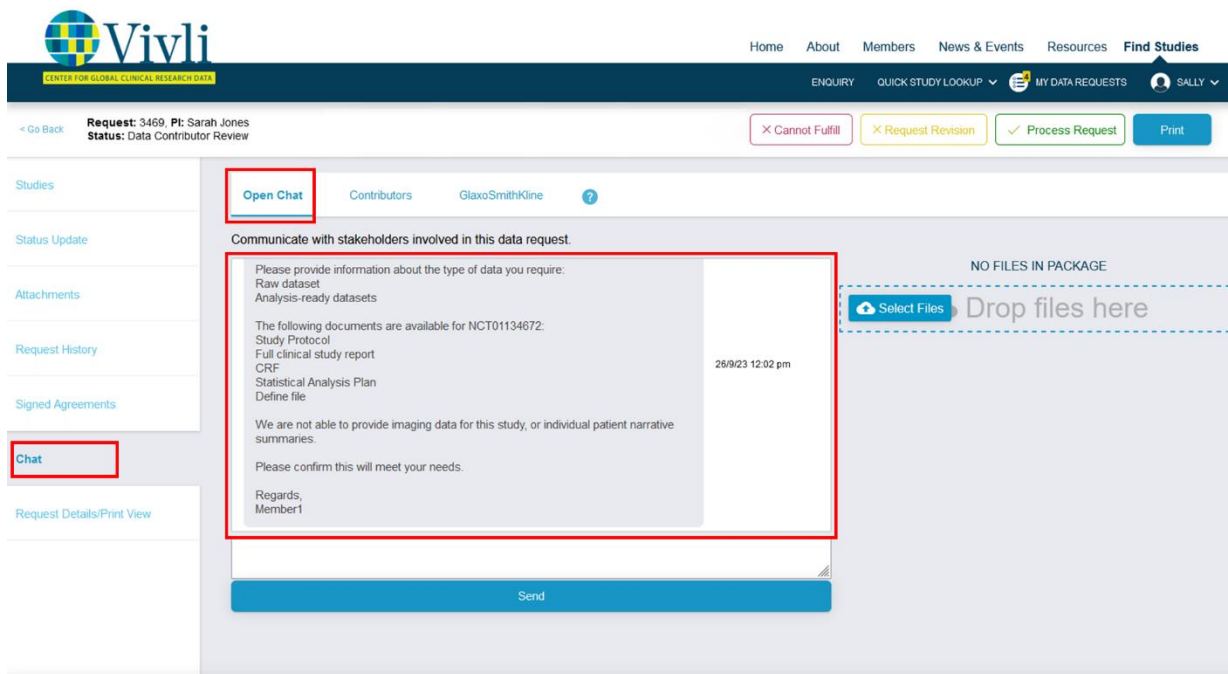 Vivli
CENTER FOR GLOBAL CLINICAL RESEARCH DATA
Home About Members News & Events Resources Find Studies
ENQUIRY QUICK STUDY LOOKUP 4 MY DATA REQUESTS SALLY
< Go Back
Request: 3469, PI: Sarah Jones
Status: Data Contributor Review
Cannot Fulfill Request Revision Process Request Print
Studies
Status Update
Attachments
Request History
Signed Agreements
Chat
Request Details/Print View
Open Chat Contributors GlaxoSmithKline ?
Communicate with stakeholders involved in this data request.
Please provide information about the type of data you require:
Raw dataset
Analysis-ready datasets
The following documents are available for NCT01134672:
Study Protocol
Full clinical study report
CRF
Statistical Analysis Plan
Define file
We are not able to provide imaging data for this study, or individual patient narrative
summaries.
Please confirm this will meet your needs.
Regards,
Member1
26/9/23 12:02 pm
Send
NO FILES IN PACKAGE
Select Files Drop files here